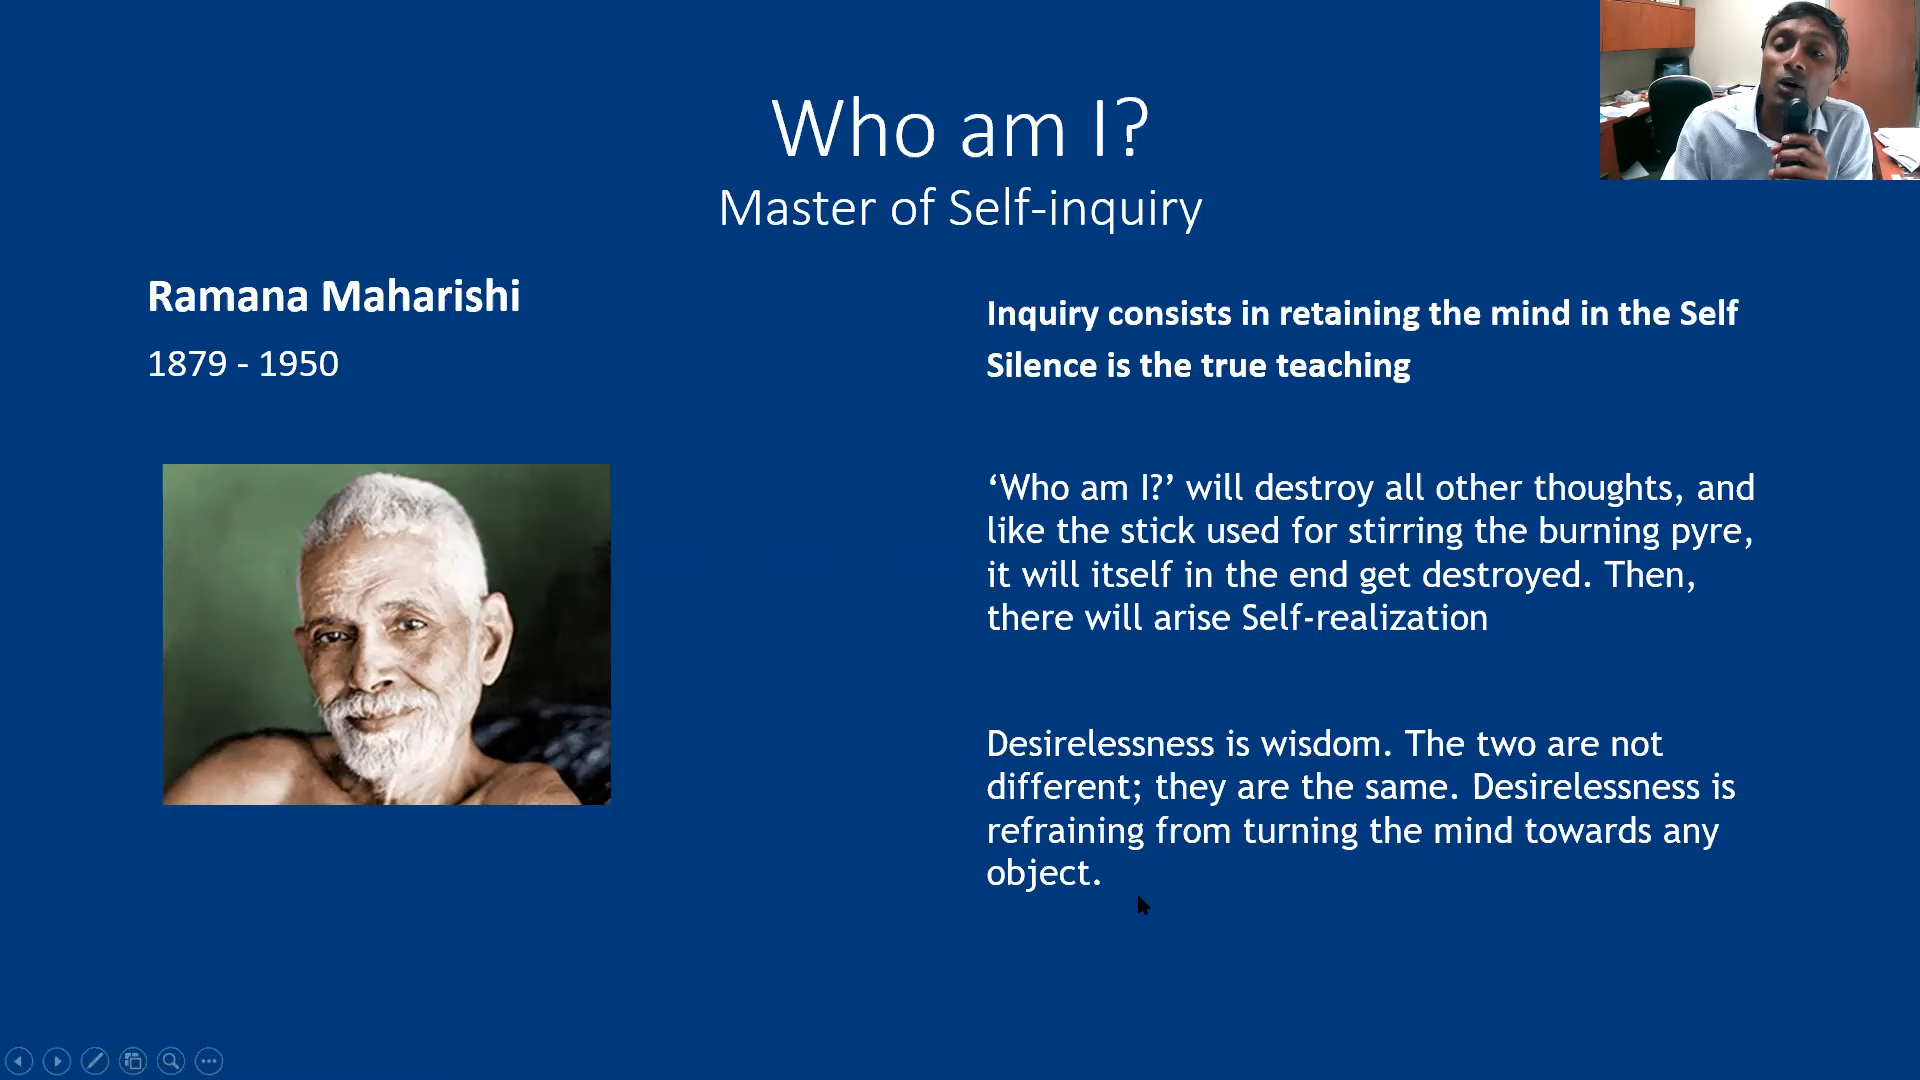 Who am I?
Master of Self-inquiry
Ramana Maharishi
1879 - 1950
Inquiry consists in retaining the mind in the Self
Silence is the true teaching
‘Who am I?’ will destroy all other thoughts, and
like the stick used for stirring the burning pyre,
it will itself in the end get destroyed. Then,
there will arise Self-realization
Desirelessness is wisdom. The two are not
different; they are the same. Desirelessness is
refraining from turning the mind towards any
object.